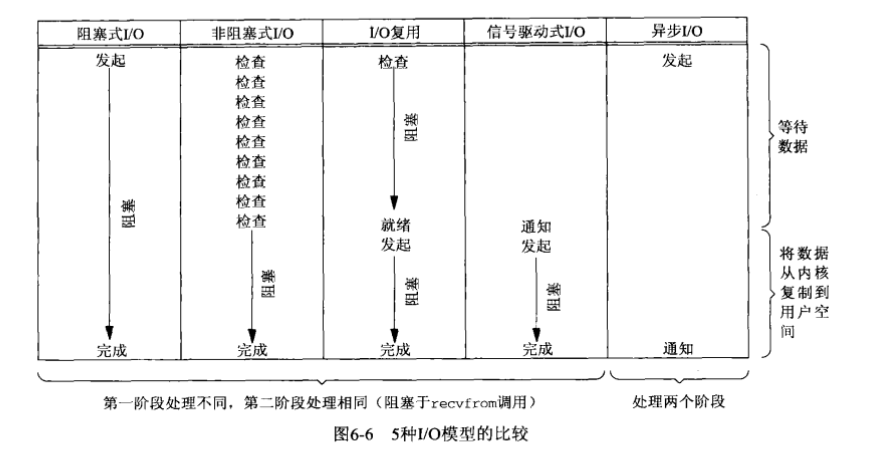 阻塞式I/O 非阻塞式I/O I/O复用 信号驱动式I/O 异步I/O
发起 检查 检查 发起
检查
检查
检查
检查
检查
检查
检查
检查 就绪 通知
发起 发起
阻塞
阻塞
阻塞
阻塞
阻塞
完成 完成 完成 完成 通知
等待
数据
将数据
从内核
复制到
用户空
间
第一阶段处理不同，第二阶段处理相同（阻塞于recvfrom调用）
处理两个阶段
图6-6 5种I/O模型的比较